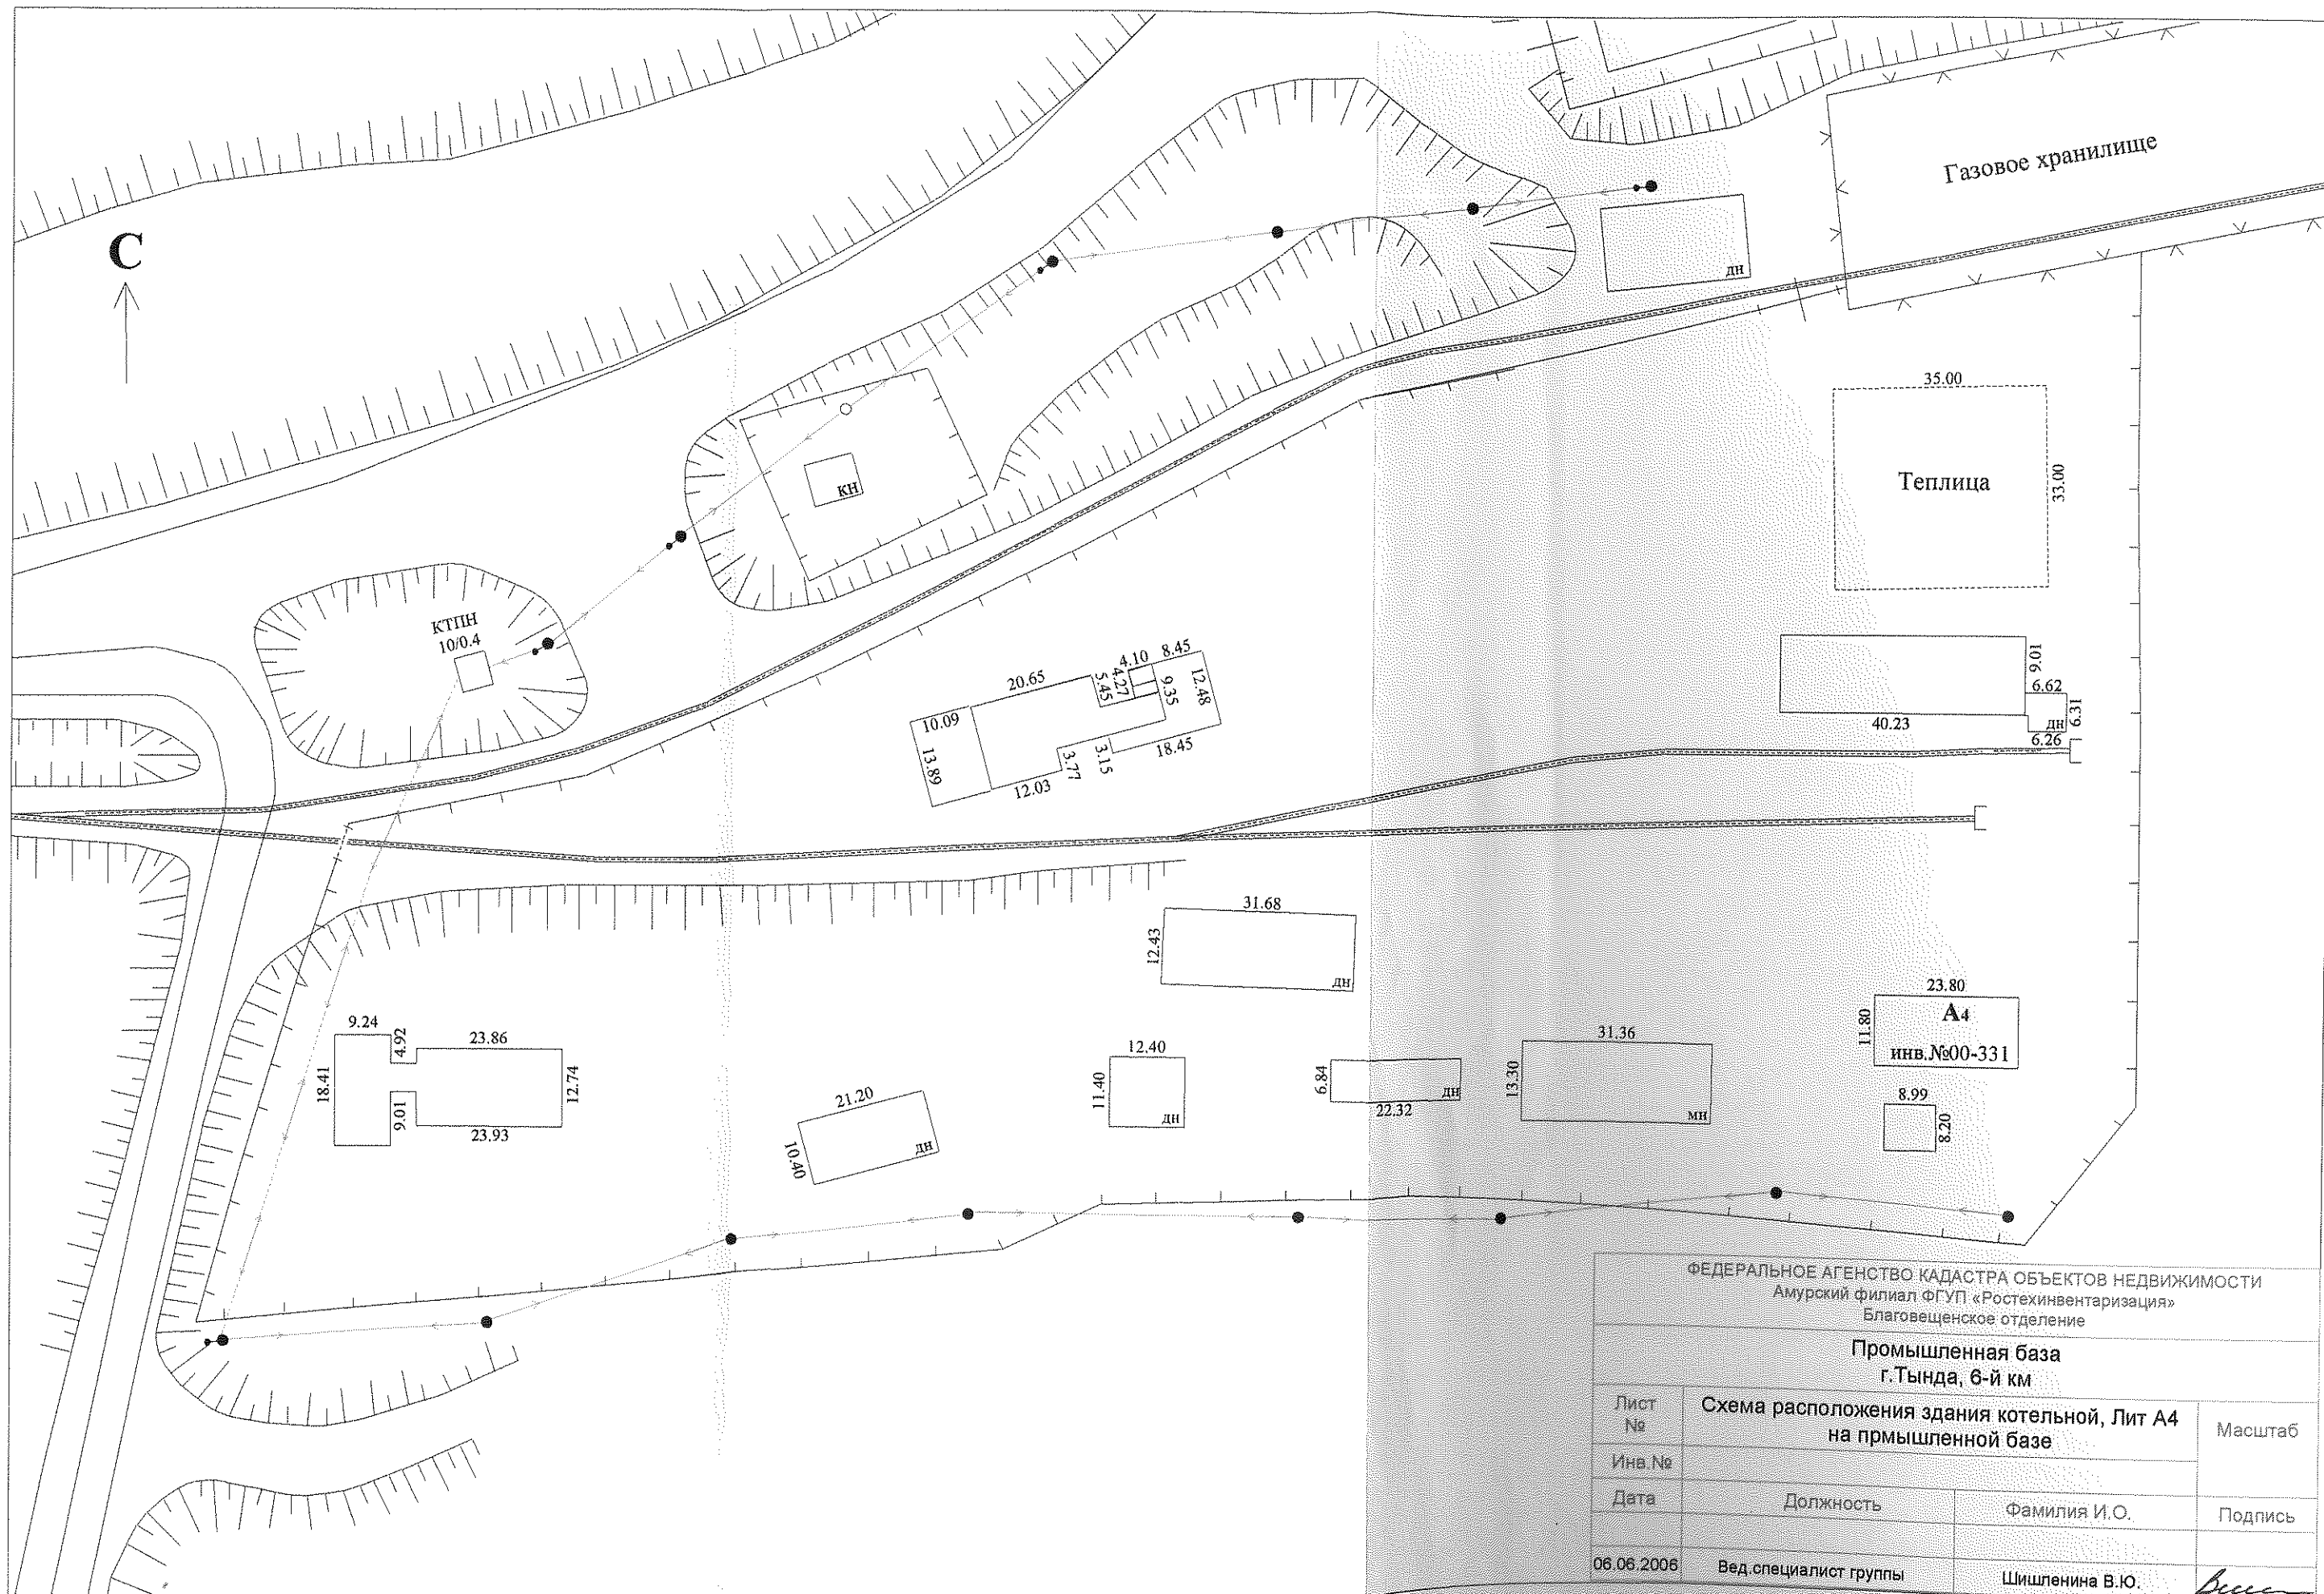 Газовое хранилище
С
дн
35.00
Теплица
33.00
кн
КТПН
10/0.4
4.10
8.45
20.65
5.45
4.27
9.35
12.48
10.09
13.89
12.03
3.77
3.15
18.45
9.01
6.62
40.23
дн
6.31
6.26
31.68
12.43
дн
23.80
11.80
А4
инв.№00-331
9.24
4.92
23.86
18.41
12.74
9.01
23.93
21.20
10.40
дн
12.40
11.40
дн
6.84
дн
22.32
31.36
13.30
мн
8.99
8.20
ФЕДЕРАЛЬНОЕ АГЕНСТВО КАДАСТРА ОБЪЕКТОВ НЕДВИЖИМОСТИ
Амурский филиал ФГУП «Ростехинвентаризация»
Благовещенское отделение
Промышленная база
г.Тында, 6-й км
Лист
№
Схема расположения здания котельной, Лит А4
на прмышленной базе
Масштаб
Инв.№
Дата
Должность
Фамилия И.О.
Подпись
06.06.2006
Вед.специалист группы
Шишленина В.Ю.